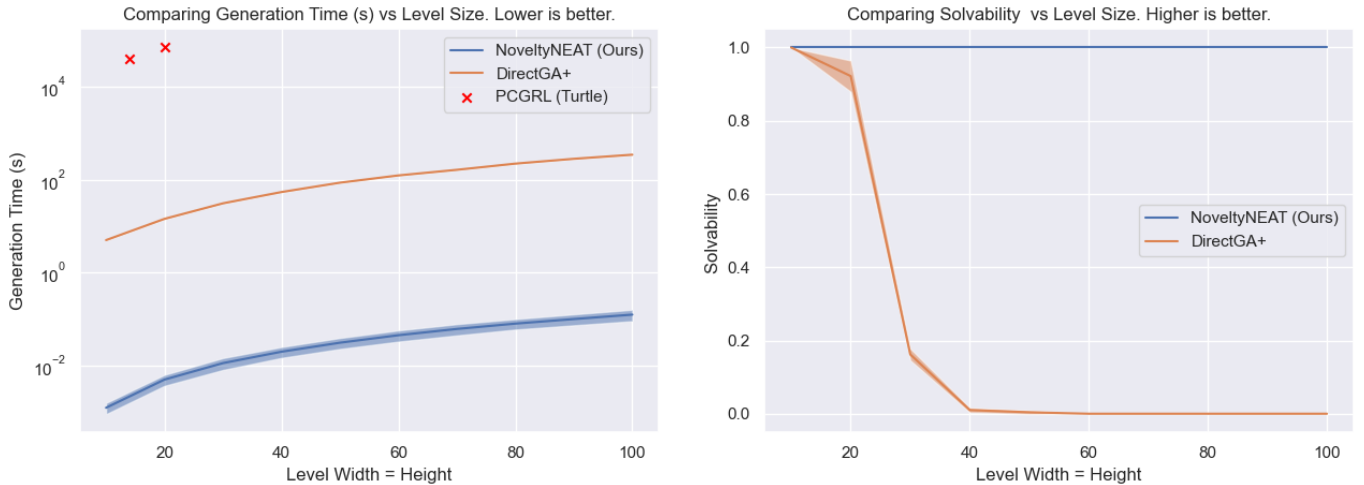 Comparing Generation Time (s) vs Level Size. Lower is better.
NoveltyNEAT (Ours)
DirectGA+
PCGRL (Turtle)
Generation Time (s)
10^4
10^2
10^0
10^-2
20
40
60
80
100
Level Width = Height
Comparing Solvability  vs Level Size. Higher is better.
Solvability
1.0
0.8
0.6
0.4
0.2
0.0
NoveltyNEAT (Ours)
DirectGA+
20
40
60
80
100
Level Width = Height